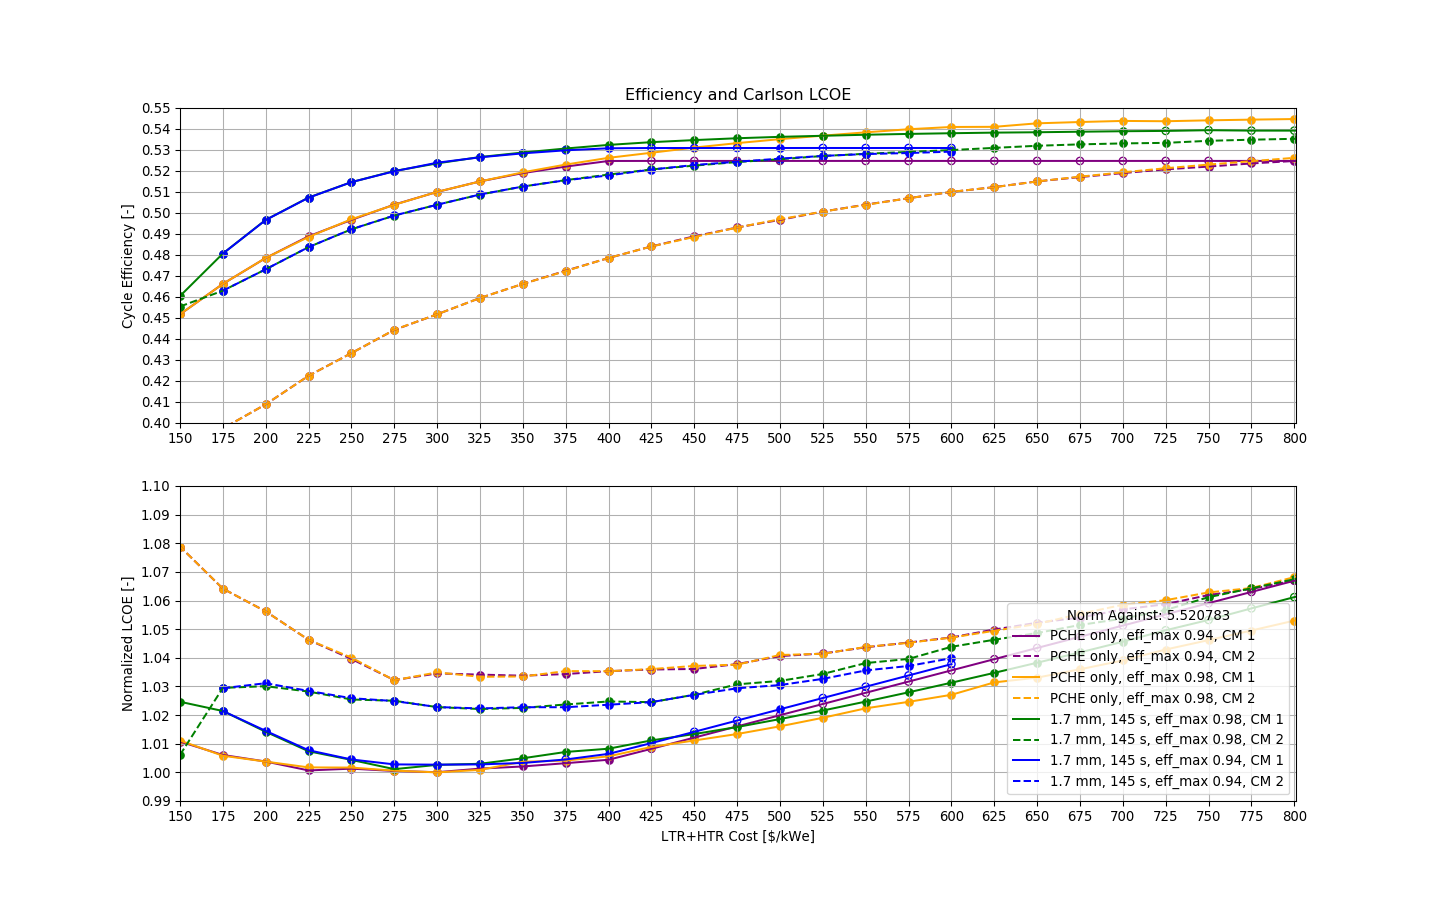 Efficiency and Carlson LCOE
Cycle Efficiency [-]
0.55
0.54
0.53
0.52
0.51
0.50
0.49
0.48
0.47
0.46
0.45
0.44
0.43
0.42
0.41
0.40
150 175 200 225 250 275 300 325 350 375 400 425 450 475 500 525 550 575 600 625 650 675 700 725 750 775 800
Normalized LCOE [-]
1.10
1.09
1.08
1.07
1.06
1.05
1.04
1.03
1.02
1.01
1.00
0.99
Norm Against: 5.520783
PCHE only, eff_max 0.94, CM 1
PCHE only, eff_max 0.94, CM 2
PCHE only, eff_max 0.98, CM 1
PCHE only, eff_max 0.98, CM 2
1.7 mm, 145 s, eff_max 0.98, CM 1
1.7 mm, 145 s, eff_max 0.98, CM 2
1.7 mm, 145 s, eff_max 0.94, CM 1
1.7 mm, 145 s, eff_max 0.94, CM 2
150 175 200 225 250 275 300 325 350 375 400 425 450 475 500 525 550 575 600 625 650 675 700 725 750 775 800
LTR+HTR Cost [$/kWe]